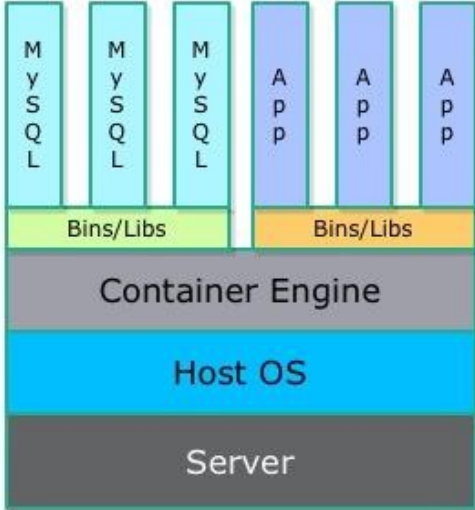 MySQL
MySQL
MySQL
App
App
App
Bins/Libs
Bins/Libs
Container Engine
Host OS
Server